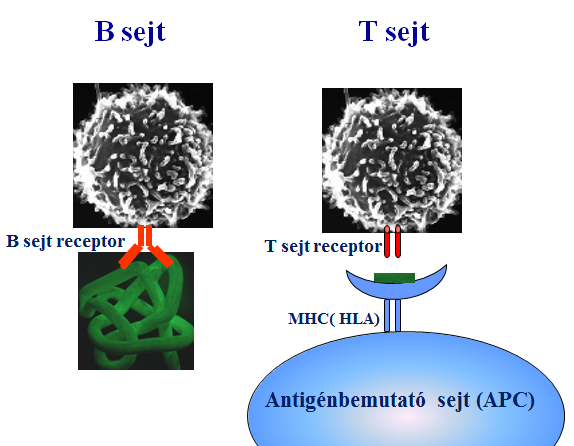 B sejt
T sejt
B sejt receptor
T sejt receptor
MHC( HLA)
Antigénbemutató sejt (APC)